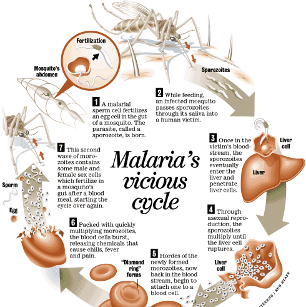 Fertilization
Mosquito's
abdomen
Sporozoites
1 A malarial
sperm cell fertilizes
an egg cell in the gut
of a mosquito. The
parasite, called a
sporozoite, is born.
2 While feeding,
an infected mosquito
passes sporozoites
through its saliva into
a human victim.
Malaria's
vicious
cycle
3 Once in the
victim's blood
stream, the
sporozoites
eventually
enter the
liver and
penetrate
liver cells.
Liver
cell
Liver
4 Through
asexual repro-
duction, the
sporozoites
multiply until
the liver cell
ruptures.
Liver
cell
5 Hordes of the
newly formed
morozoites, now
back in the blood
stream, begin to
attach one to a
blood cell.
"Diamond
ring"
forms
6 Packed with quickly
multiplying morozoites,
the blood cells burst,
releasing chemicals that
cause chills, fever
and pain.
7 This second
wave of moro-
zoites contains
some male and
female sex cells
which fertilize in
a mosquito's
gut after a blood
meal, starting the
cycle over again.
Sperm
Egg